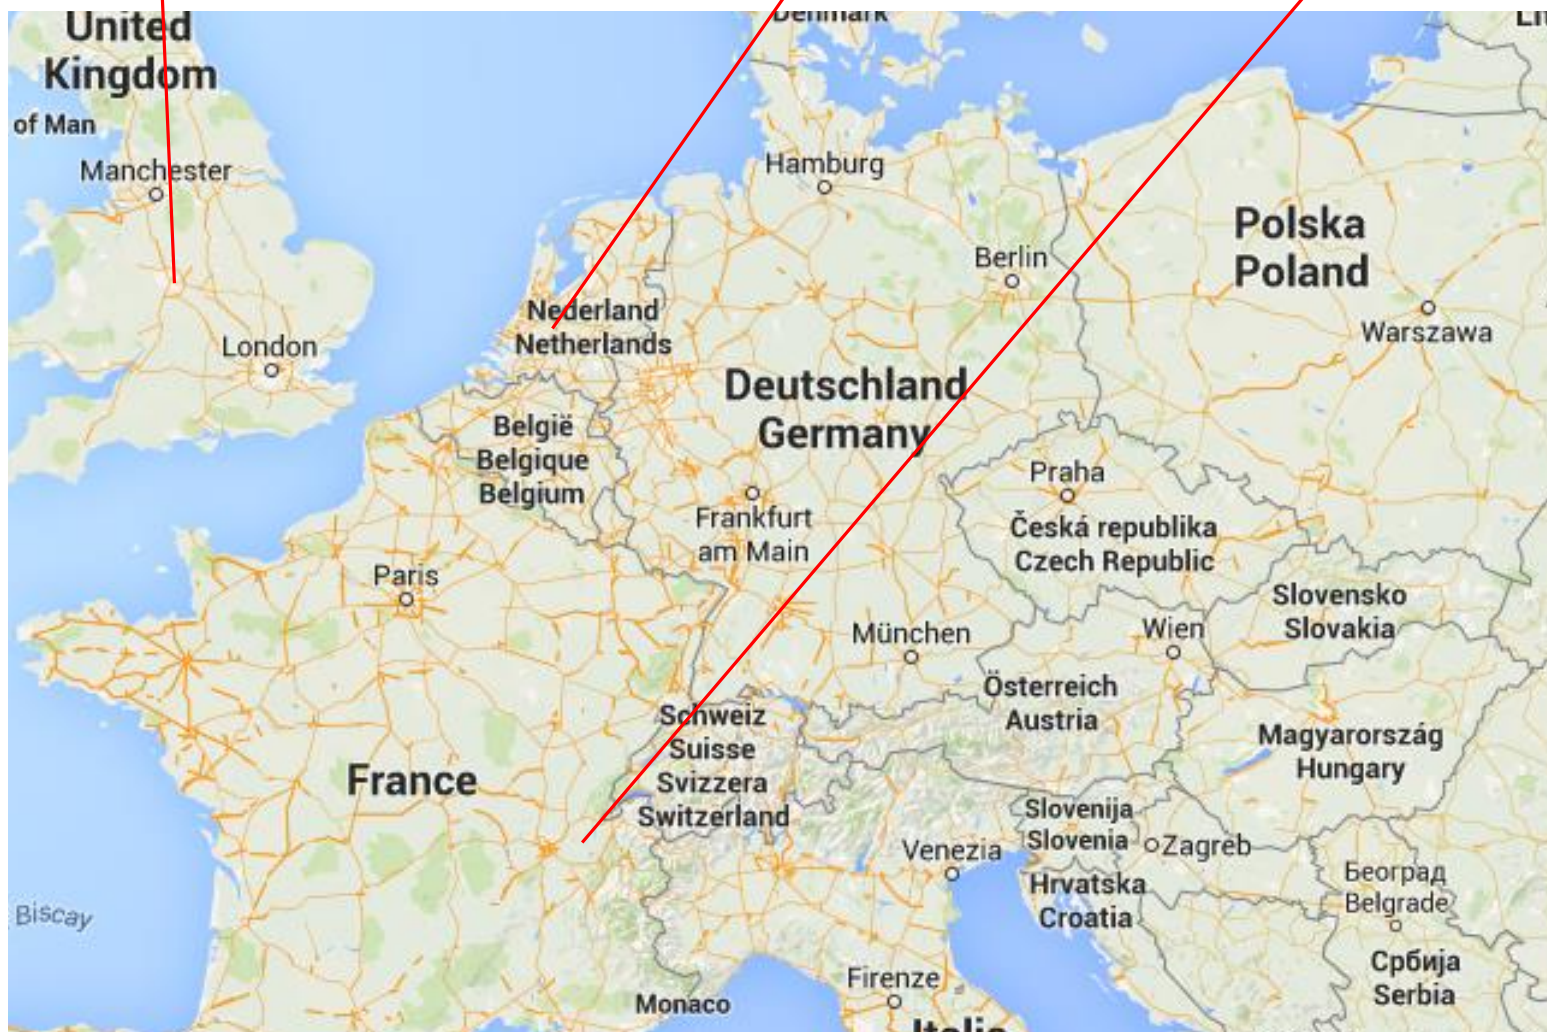 United
Kingdom
of Man
Manchester
London
Denmark
Hamburg
Berlin
Polska
Poland
Warszawa
Nederland
Netherlands
Deutschland
Germany
België
Belgique
Belgium
Frankfurt
am Main
Praha
Česká republika
Czech Republic
Paris
Slovensko
Slovakia
München
Wien
Österreich
Austria
Schweiz
Suisse
Svizzera
Switzerland
Magyarország
Hungary
France
Slovenija
Slovenia
Zagreb
Venezia
Hrvatska
Croatia
Београд
Belgrade
Biscay
Србија
Serbia
Firenze
Monaco
Italia